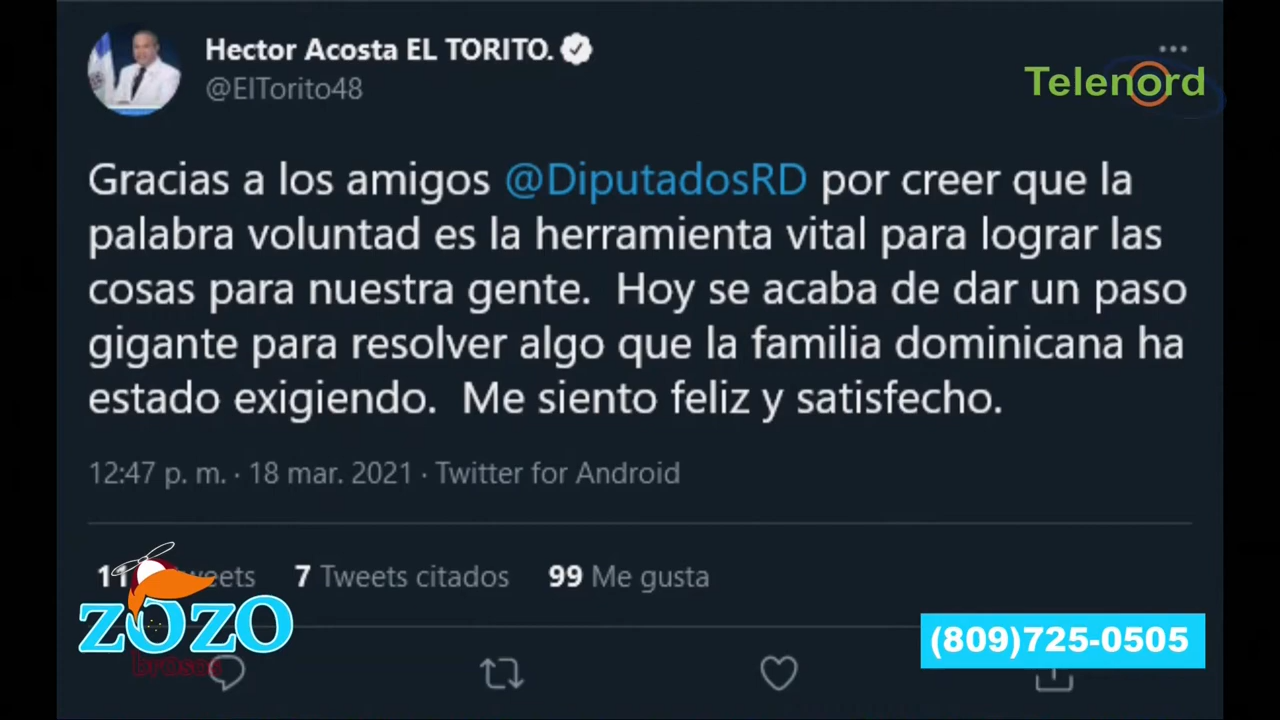 Hector Acosta EL TORITO.
@ElTorito48
Telenord
Gracias a los amigos @DiputadosRD por creer que la
palabra voluntad es la herramienta vital para lograr las
cosas para nuestra gente.  Hoy se acaba de dar un paso
gigante para resolver algo que la familia dominicana ha
estado exigiendo.  Me siento feliz y satisfecho.
12:47 p. m. · 18 mar. 2021 · Twitter for Android
7 Tweets citados 99 Me gusta
zozo
(809)725-0505